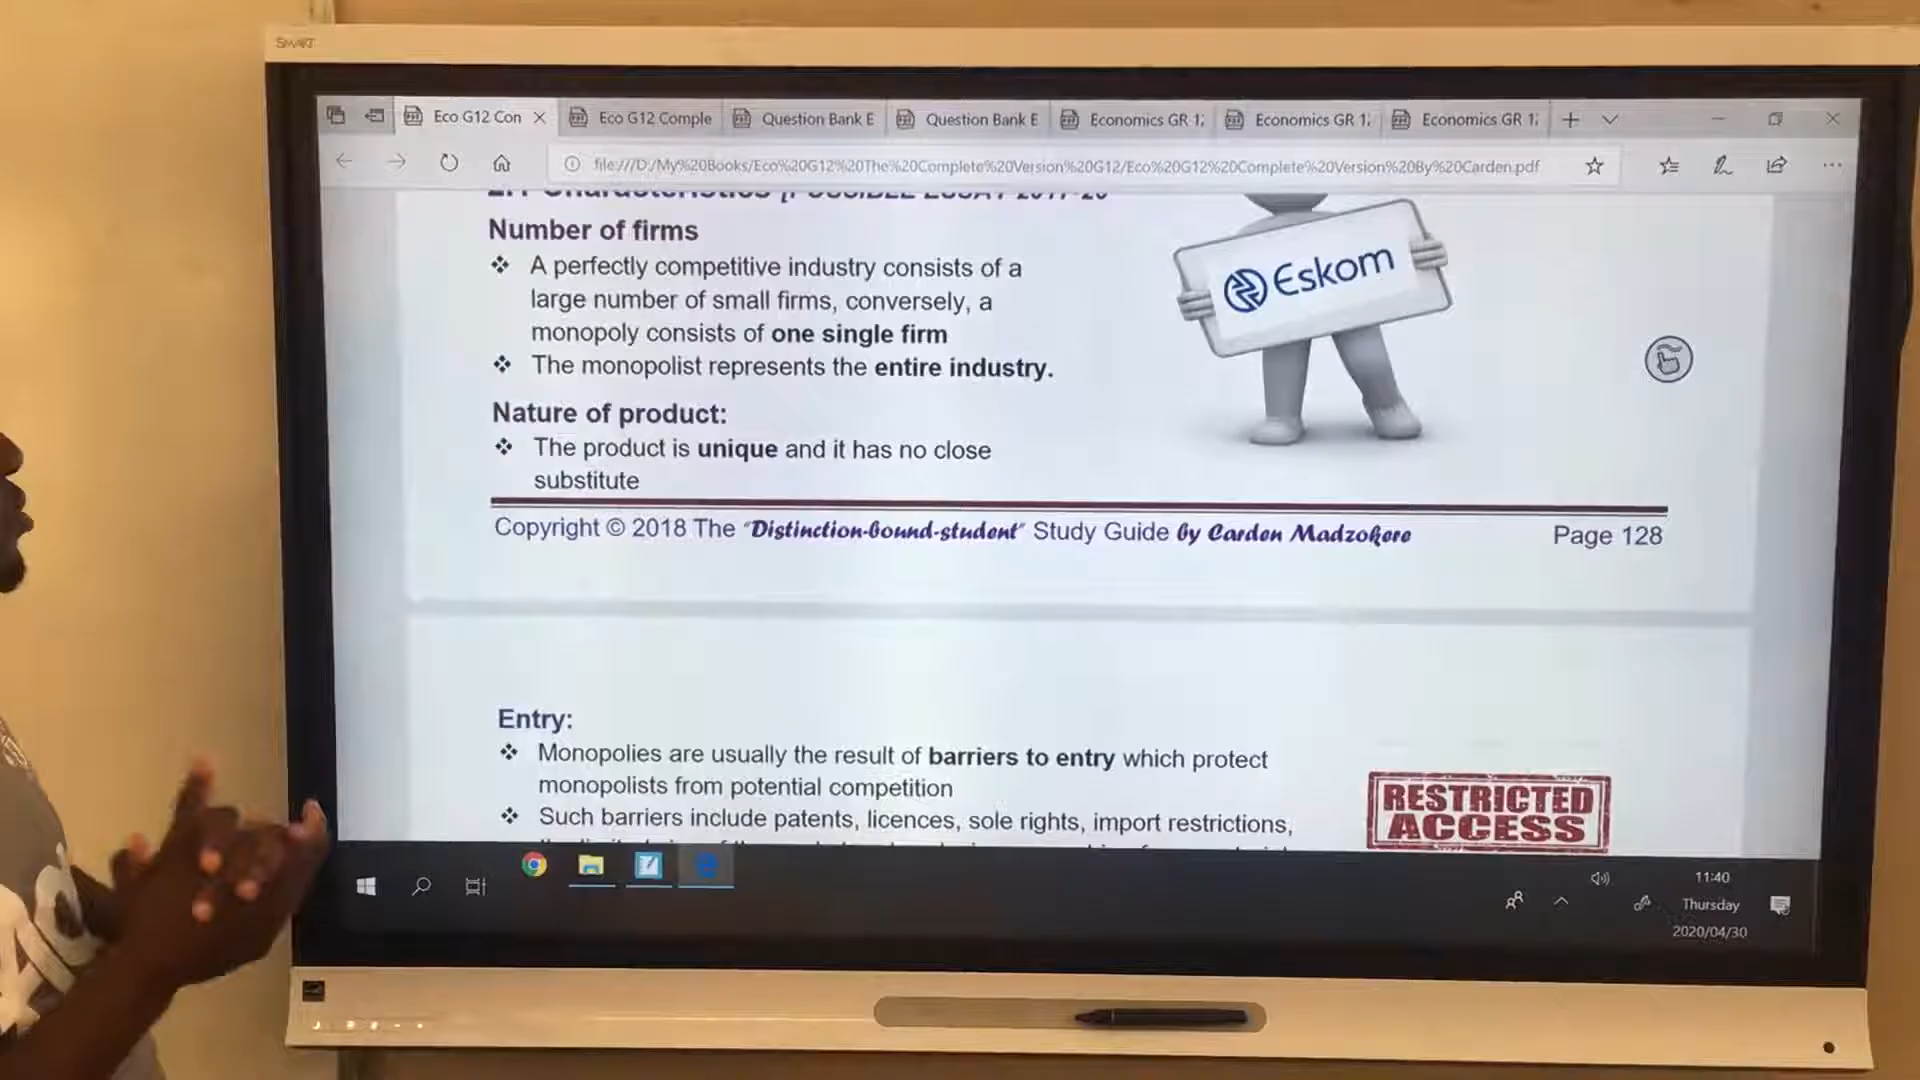 SMART
Eco G12 Con
Eco G12 Comple
Question Bank E
Question Bank E
Economics GR 1
Economics GR 1
Economics GR 1
file:///D:/My%20Books/Eco%20G12%20The%20Complete%20Version%20G12/Eco%20G12%20Complete%20Version%20By%20Carden.pdf
Number of firms
❖ A perfectly competitive industry consists of a
large number of small firms, conversely, a
monopoly consists of one single firm
❖ The monopolist represents the entire industry.
Eskom
Nature of product:
❖ The product is unique and it has no close
substitute
Copyright © 2018 The "Distinction-bound-student" Study Guide by Carden Madzokere Page 128
Entry:
❖ Monopolies are usually the result of barriers to entry which protect
monopolists from potential competition
❖ Such barriers include patents, licences, sole rights, import restrictions,
RESTRICTED
ACCESS
11:40
Thursday
2020/04/30